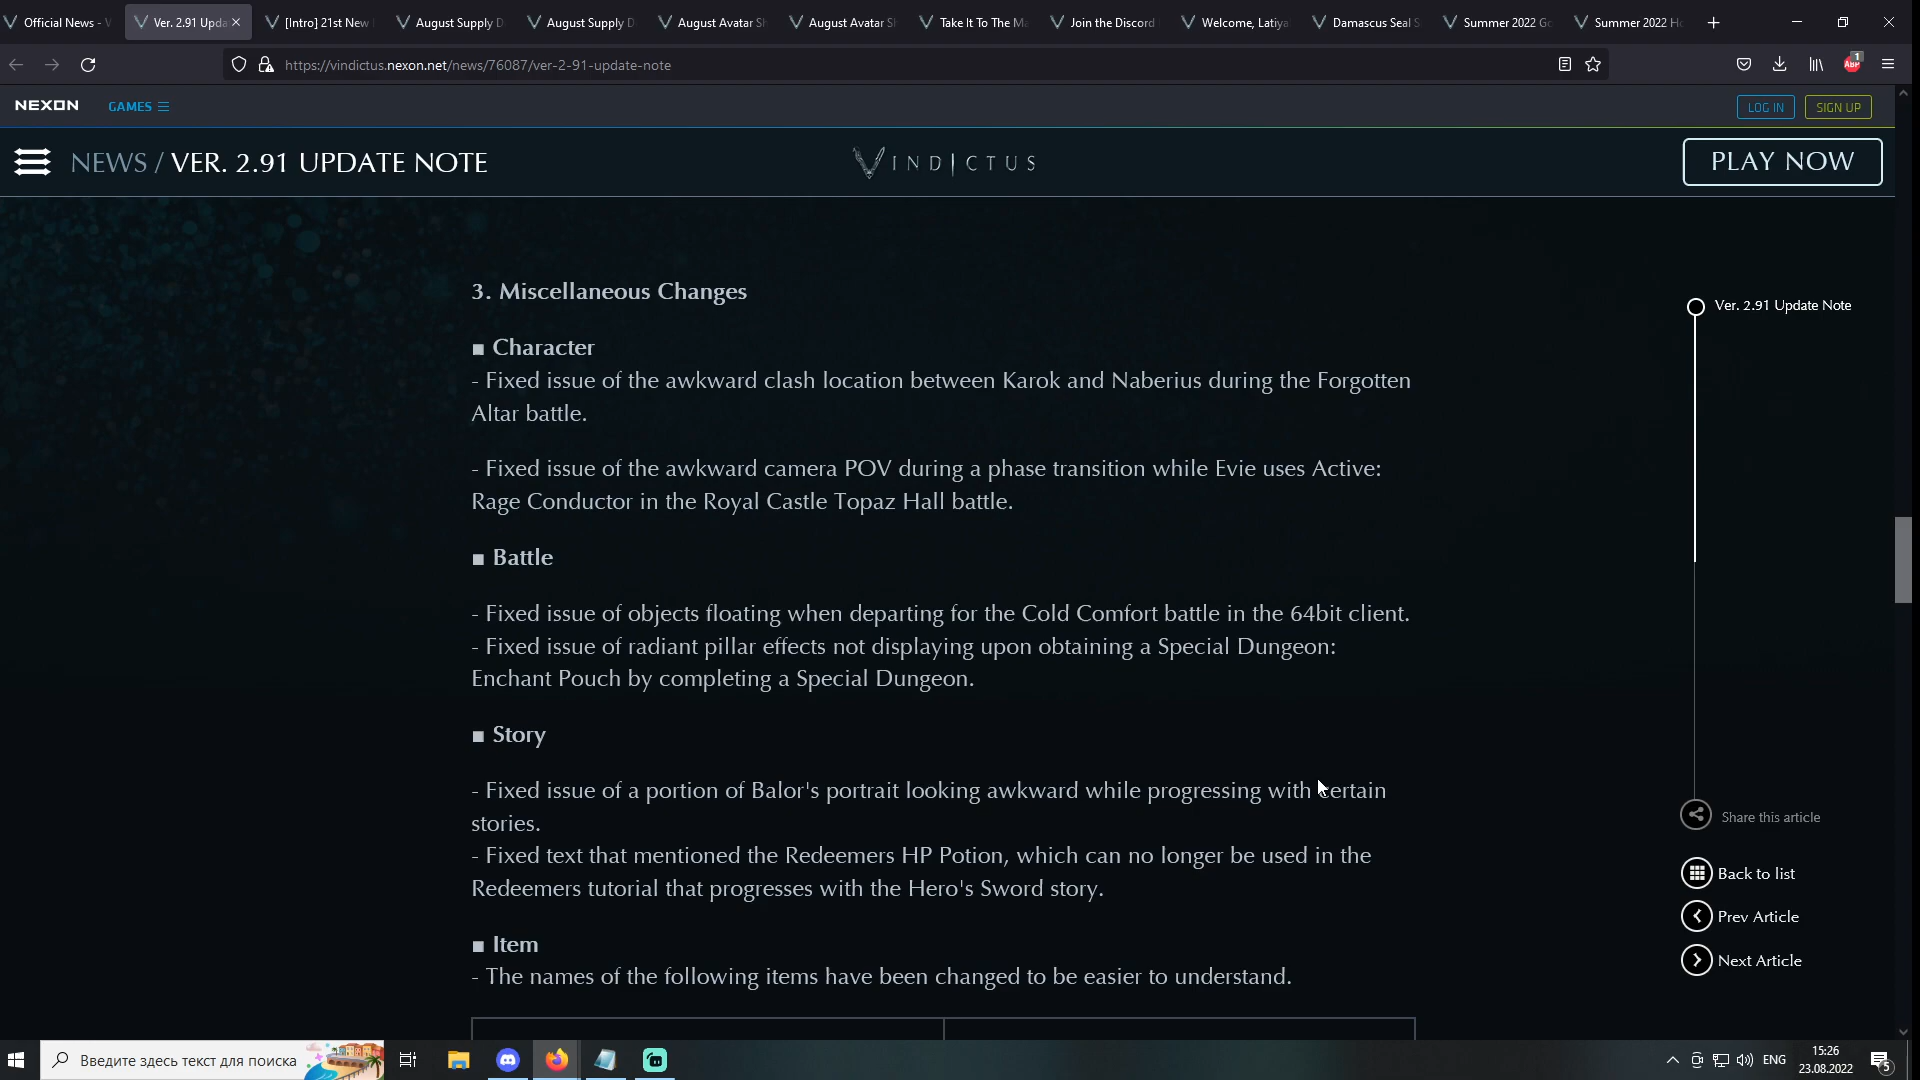 Official News - V
Ver. 2.91 Upda
[Intro] 21st New
August Supply D
August Supply D
August Avatar Sh
August Avatar Sh
Take It To The Ma
Join the Discord
Welcome, Latiya
Damascus Seal S
Summer 2022 Go
Summer 2022 Ho
https://vindictus.nexon.net/news/76087/ver-2-91-update-note
ABP
1
NEXON
GAMES
LOG IN
SIGN UP
NEWS / VER. 2.91 UPDATE NOTE
VINDICTUS
PLAY NOW
3. Miscellaneous Changes
■ Character
- Fixed issue of the awkward clash location between Karok and Naberius during the Forgotten
Altar battle.
- Fixed issue of the awkward camera POV during a phase transition while Evie uses Active:
Rage Conductor in the Royal Castle Topaz Hall battle.
■ Battle
- Fixed issue of objects floating when departing for the Cold Comfort battle in the 64bit client.
- Fixed issue of radiant pillar effects not displaying upon obtaining a Special Dungeon:
Enchant Pouch by completing a Special Dungeon.
■ Story
- Fixed issue of a portion of Balor's portrait looking awkward while progressing with certain
stories.
- Fixed text that mentioned the Redeemers HP Potion, which can no longer be used in the
Redeemers tutorial that progresses with the Hero's Sword story.
■ Item
- The names of the following items have been changed to be easier to understand.
Ver. 2.91 Update Note
Share this article
Back to list
Prev Article
Next Article
Введите здесь текст для поиска
ENG
15:26
23.08.2022
5